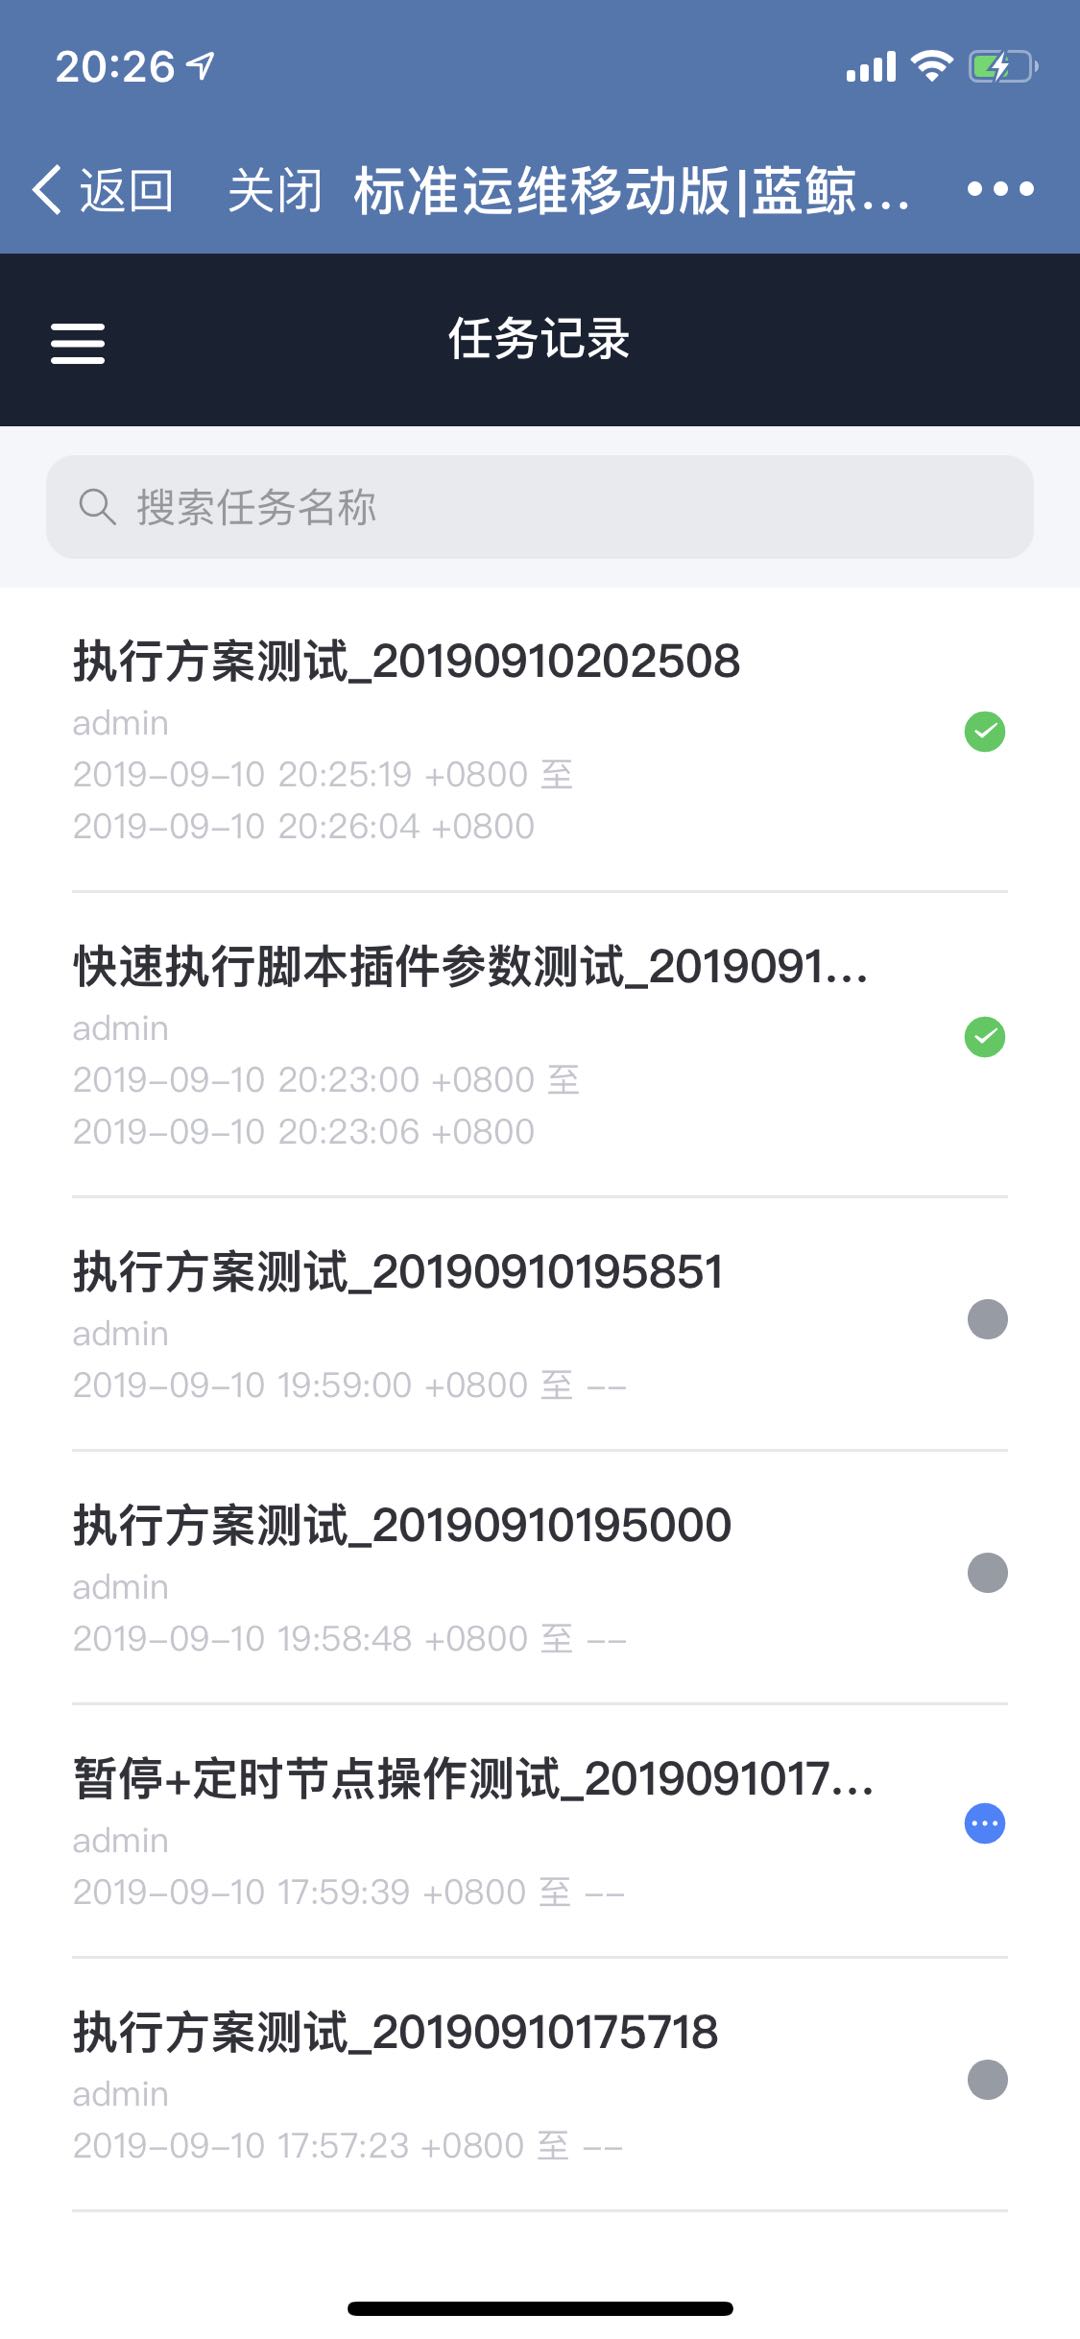 20:26
返回 关闭 标准运维移动版|蓝鲸...
任务记录
搜索任务名称
执行方案测试_20190910202508
admin
2019-09-10 20:25:19 +0800 至
2019-09-10 20:26:04 +0800
快速执行脚本插件参数测试_2019091...
admin
2019-09-10 20:23:00 +0800 至
2019-09-10 20:23:06 +0800
执行方案测试_20190910195851
admin
2019-09-10 19:59:00 +0800 至 --
执行方案测试_20190910195000
admin
2019-09-10 19:58:48 +0800 至 --
暂停+定时节点操作测试_2019091017...
admin
2019-09-10 17:59:39 +0800 至 --
执行方案测试_20190910175718
admin
2019-09-10 17:57:23 +0800 至 --